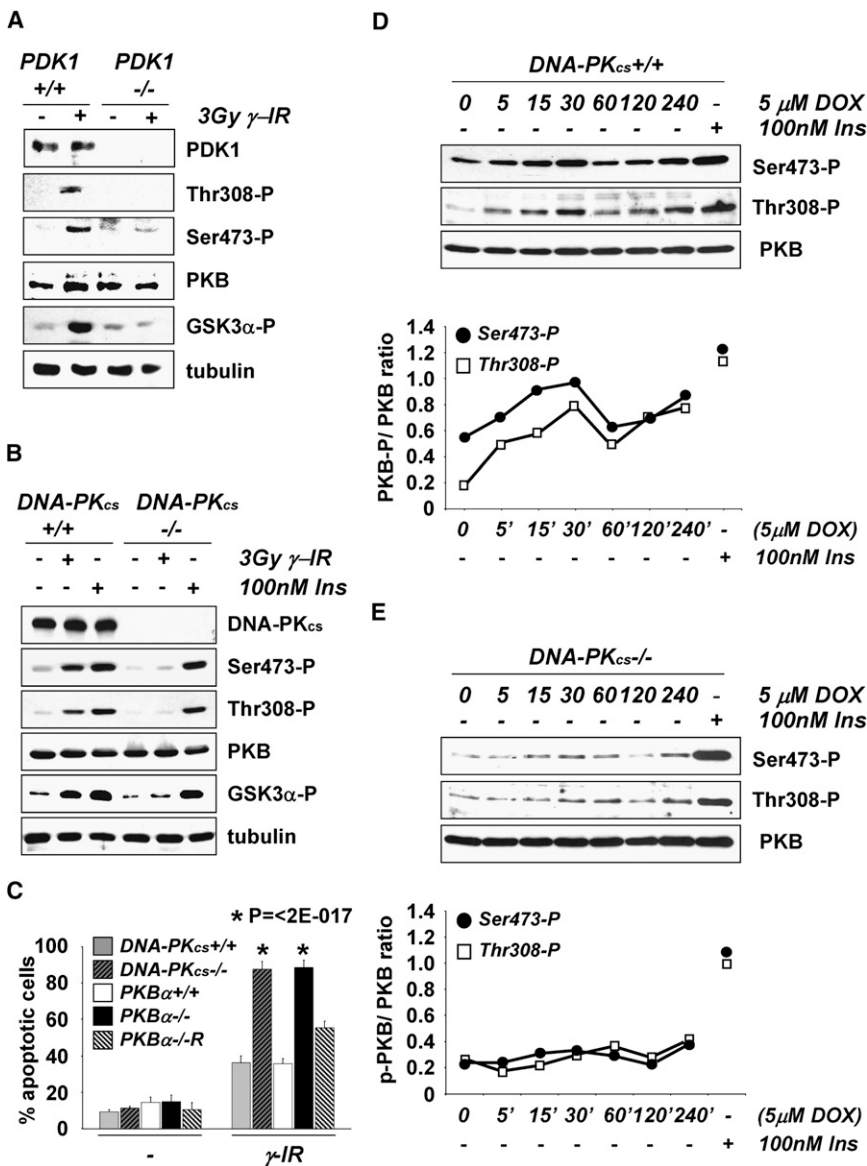 A
PDK1 PDK1
+/+ -/-
- + - + 3Gy γ–IR
PDK1
Thr308-P
Ser473-P
PKB
GSK3α-P
tubulin
B
DNA-PKcs DNA-PKcs
+/+ -/-
- + - - + - 3Gy γ–IR
- - + - - + 100nM Ins
DNA-PKcs
Ser473-P
Thr308-P
PKB
GSK3α-P
tubulin
C
* P=<2E-017
% apoptotic cells
100
80
60
40
20
0
DNA-PKcs+/+
DNA-PKcs-/-
PKBα+/+
PKBα-/-
PKBα-/-R
* *
- γ-IR
D
DNA-PKcs+/+
0 5 15 30 60 120 240 - 5 μM DOX
- - - - - - - + 100nM Ins
Ser473-P
Thr308-P
PKB
PKB-P/ PKB ratio
1.4
1.2
1.0
0.8
0.6
0.4
0.2
0
Ser473-P
Thr308-P
0 5’ 15’ 30’ 60’ 120’ 240’ - (5μM DOX)
- - - - - - - + 100nM Ins
E
DNA-PKcs-/-
0 5 15 30 60 120 240 - 5 μM DOX
- - - - - - - + 100nM Ins
Ser473-P
Thr308-P
PKB
p-PKB/ PKB ratio
1.4
1.2
1.0
0.8
0.6
0.4
0.2
0
Ser473-P
Thr308-P
0 5’ 15’ 30’ 60’ 120’ 240’ - (5μM DOX)
- - - - - - - + 100nM Ins